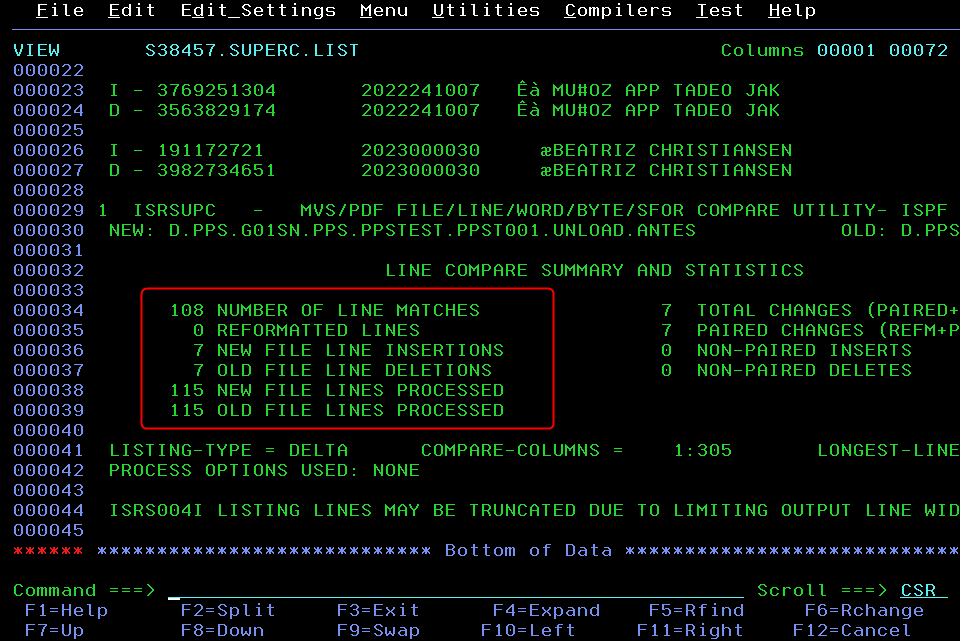 File  Edit  Edit_Settings  Menu  Utilities  Compilers  Test  Help
VIEW       S38457.SUPERC.LIST                              Columns 00001 00072
000022
000023  I - 3769251304       2022241007   Êà MU#OZ APP TADEO JAK
000024  D - 3563829174       2022241007   Êà MU#OZ APP TADEO JAK
000025
000026  I - 191172721        2023000030     æBEATRIZ CHRISTIANSEN
000027  D - 3982734651       2023000030     æBEATRIZ CHRISTIANSEN
000028
000029 1  ISRSUPC   -   MVS/PDF FILE/LINE/WORD/BYTE/SFOR COMPARE UTILITY- ISPF
000030  NEW: D.PPS.G01SN.PPS.PPSTEST.PPST001.UNLOAD.ANTES            OLD: D.PPS
000031
000032                         LINE COMPARE SUMMARY AND STATISTICS
000033
000034       108 NUMBER OF LINE MATCHES               7  TOTAL CHANGES (PAIRED+
000035         0 REFORMATTED LINES                    7  PAIRED CHANGES (REFM+P
000036         7 NEW FILE LINE INSERTIONS             0  NON-PAIRED INSERTS
000037         7 OLD FILE LINE DELETIONS              0  NON-PAIRED DELETES
000038       115 NEW FILE LINES PROCESSED
000039       115 OLD FILE LINES PROCESSED
000040
000041  LISTING-TYPE = DELTA      COMPARE-COLUMNS =    1:305       LONGEST-LINE
000042  PROCESS OPTIONS USED: NONE
000043
000044  ISRS004I LISTING LINES MAY BE TRUNCATED DUE TO LIMITING OUTPUT LINE WID
000045
****** **************************** Bottom of Data ****************************
Command ===> _ Scroll ===> CSR
F1=Help      F2=Split     F3=Exit      F4=Expand    F5=Rfind     F6=Rchange
F7=Up        F8=Down      F9=Swap     F10=Left     F11=Right    F12=Cancel